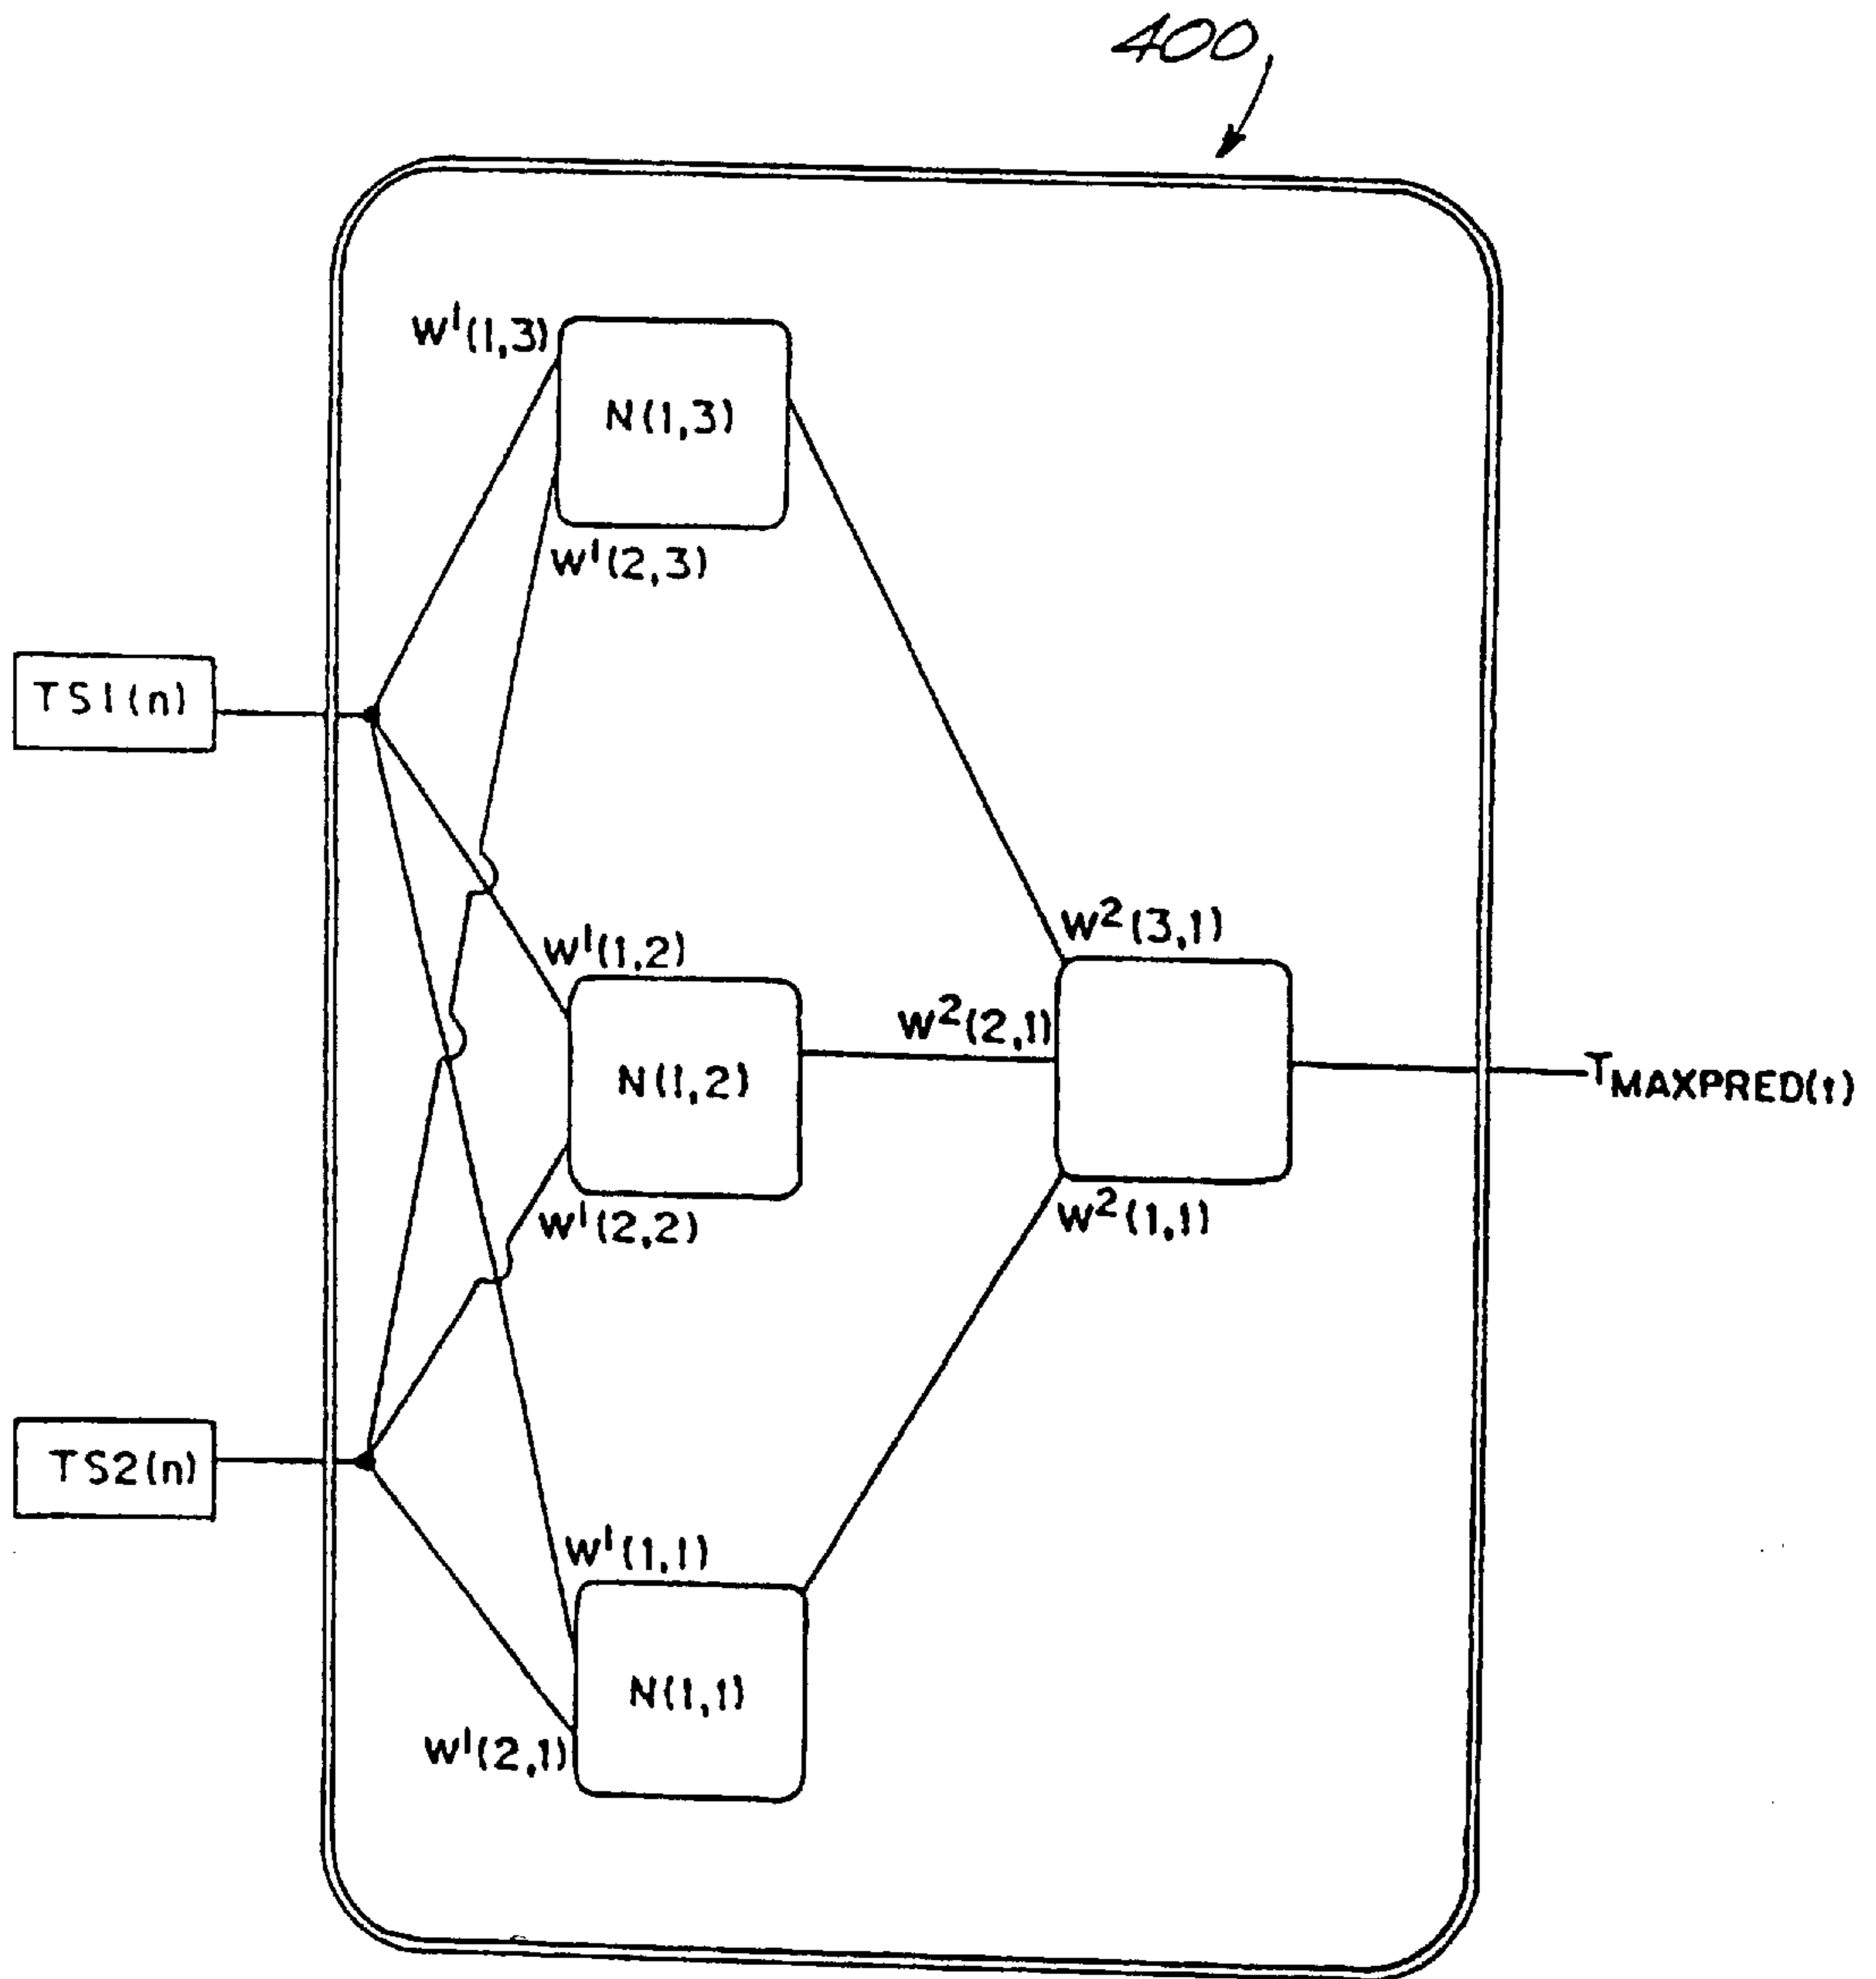 400
W¹(1,3)
N(1,3)
W¹(2,3)
TS1(n)
W²(3,1)
W¹(1,2)
W²(2,1)
N(1,2)
TMAXPRED(t)
W¹(2,2)
W²(1,1)
TS2(n)
W¹(1,1)
N(1,1)
W¹(2,1)